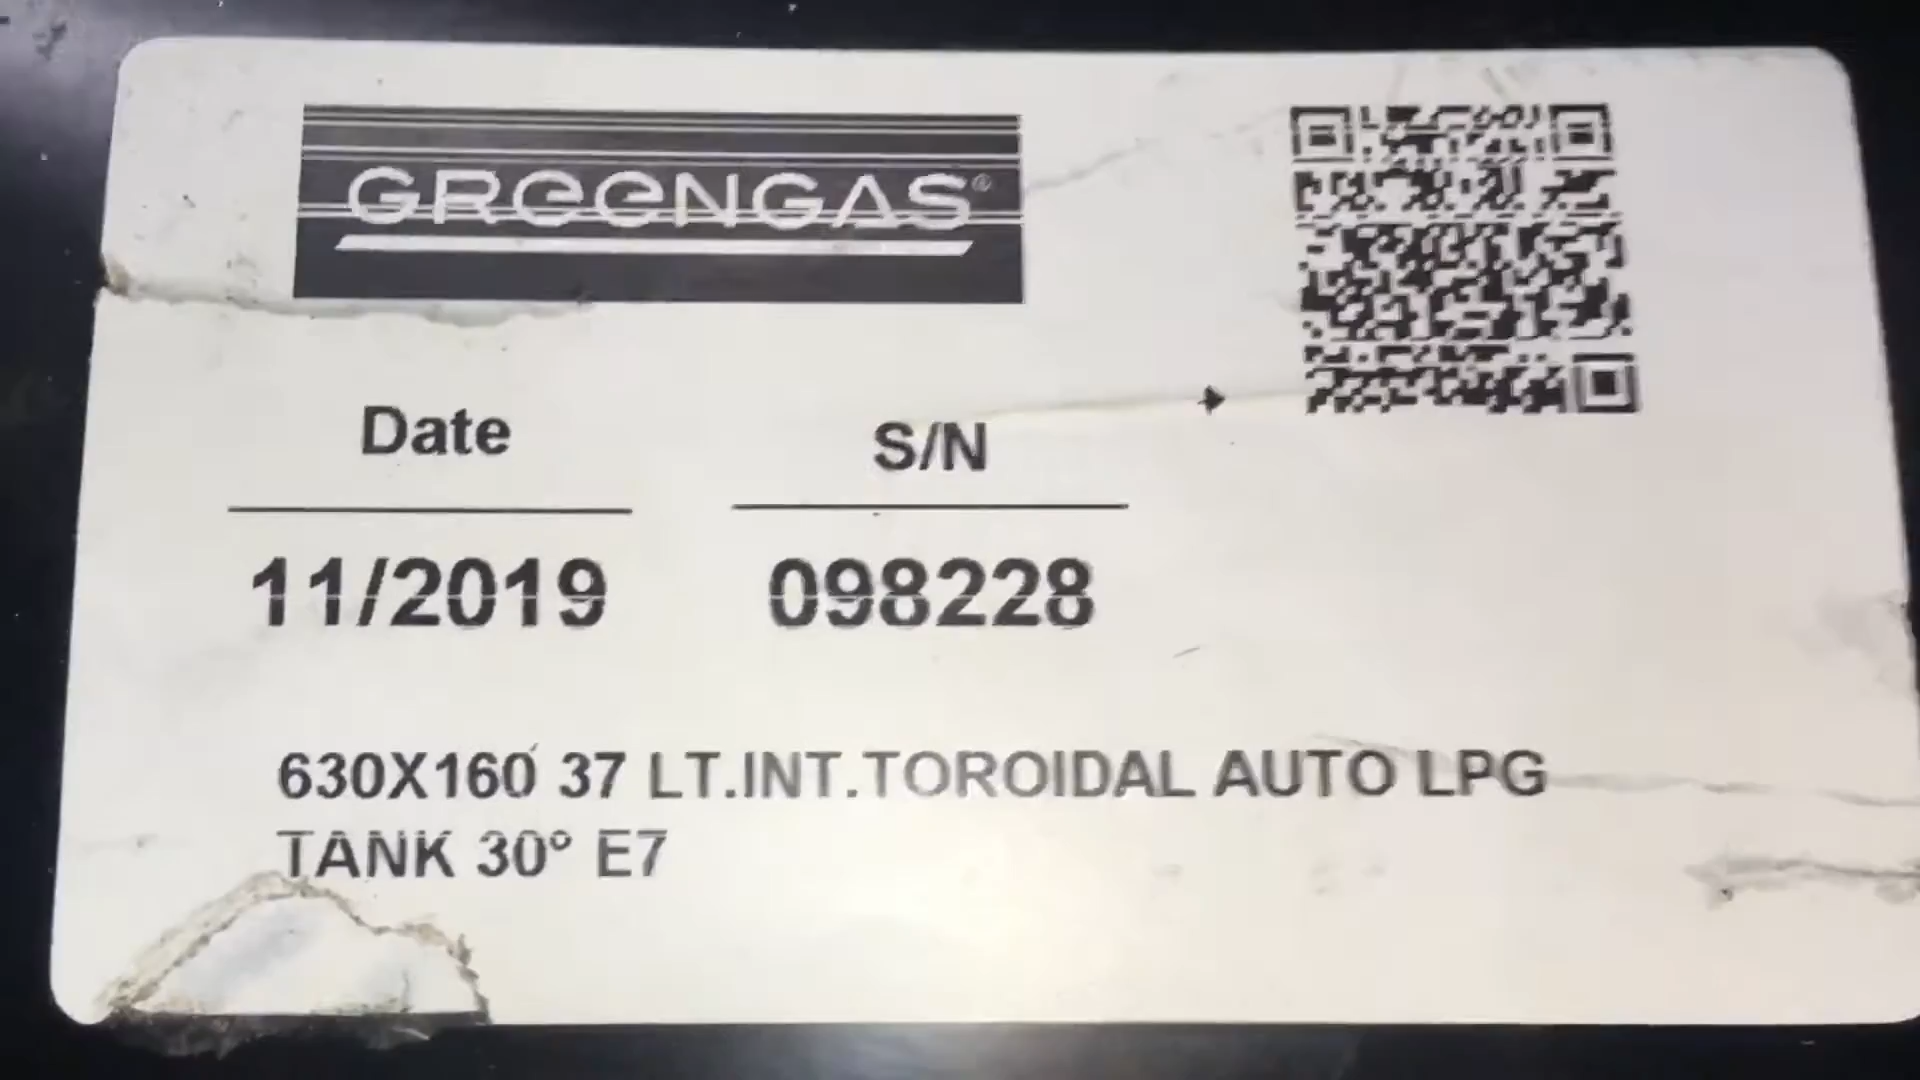 GREENGAS®
Date
S/N
11/2019
098228
630X160 37 LT.INT.TOROIDAL AUTO LPG
TANK 30° E7